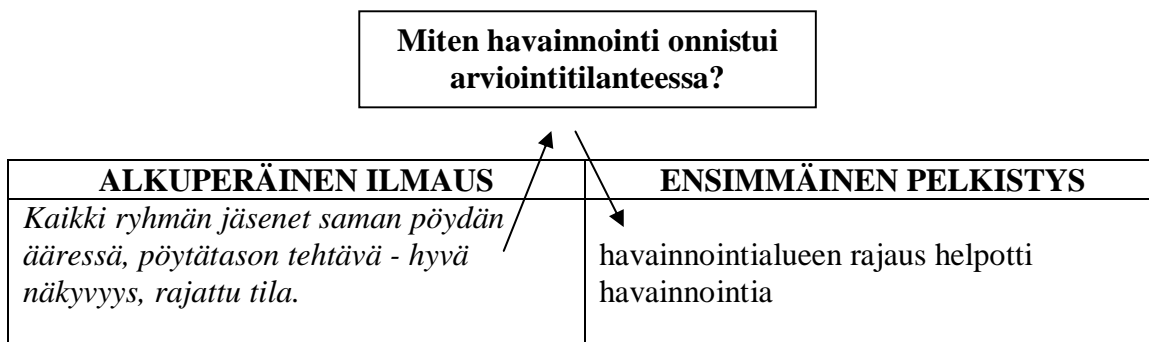 Miten havainnointi onnistui
arviointitilanteessa?
ALKUPERÄINEN ILMAUS
Kaikki ryhmän jäsenet saman pöydän
ääressä, pöytätason tehtävä - hyvä
näkyvyys, rajattu tila.
ENSIMMÄINEN PELKISTYS
havainnointialueen rajaus helpotti
havainnointia